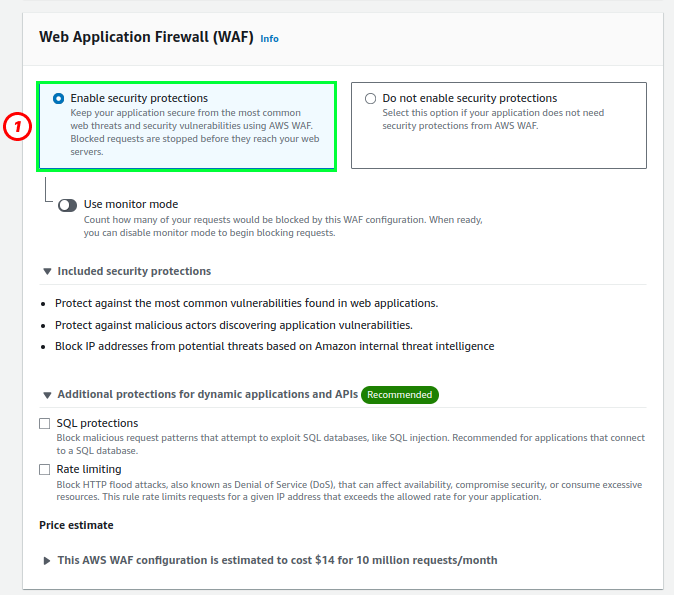 Web Application Firewall (WAF) Info
Enable security protections
Keep your application secure from the most common
web threats and security vulnerabilities using AWS WAF.
Blocked requests are stopped before they reach your web
servers.
Do not enable security protections
Select this option if your application does not need
security protections from AWS WAF.
1
Use monitor mode
Count how many of your requests would be blocked by this WAF configuration. When ready,
you can disable monitor mode to begin blocking requests.
Included security protections
Protect against the most common vulnerabilities found in web applications.
Protect against malicious actors discovering application vulnerabilities.
Block IP addresses from potential threats based on Amazon internal threat intelligence
Additional protections for dynamic applications and APIs Recommended
SQL protections
Block malicious request patterns that attempt to exploit SQL databases, like SQL injection. Recommended for applications that connect
to a SQL database.
Rate limiting
Block HTTP flood attacks, also known as Denial of Service (DoS), that can affect availability, compromise security, or consume excessive
resources. This rule rate limits requests for a given IP address that exceeds the allowed rate for your application.
Price estimate
This AWS WAF configuration is estimated to cost $14 for 10 million requests/month